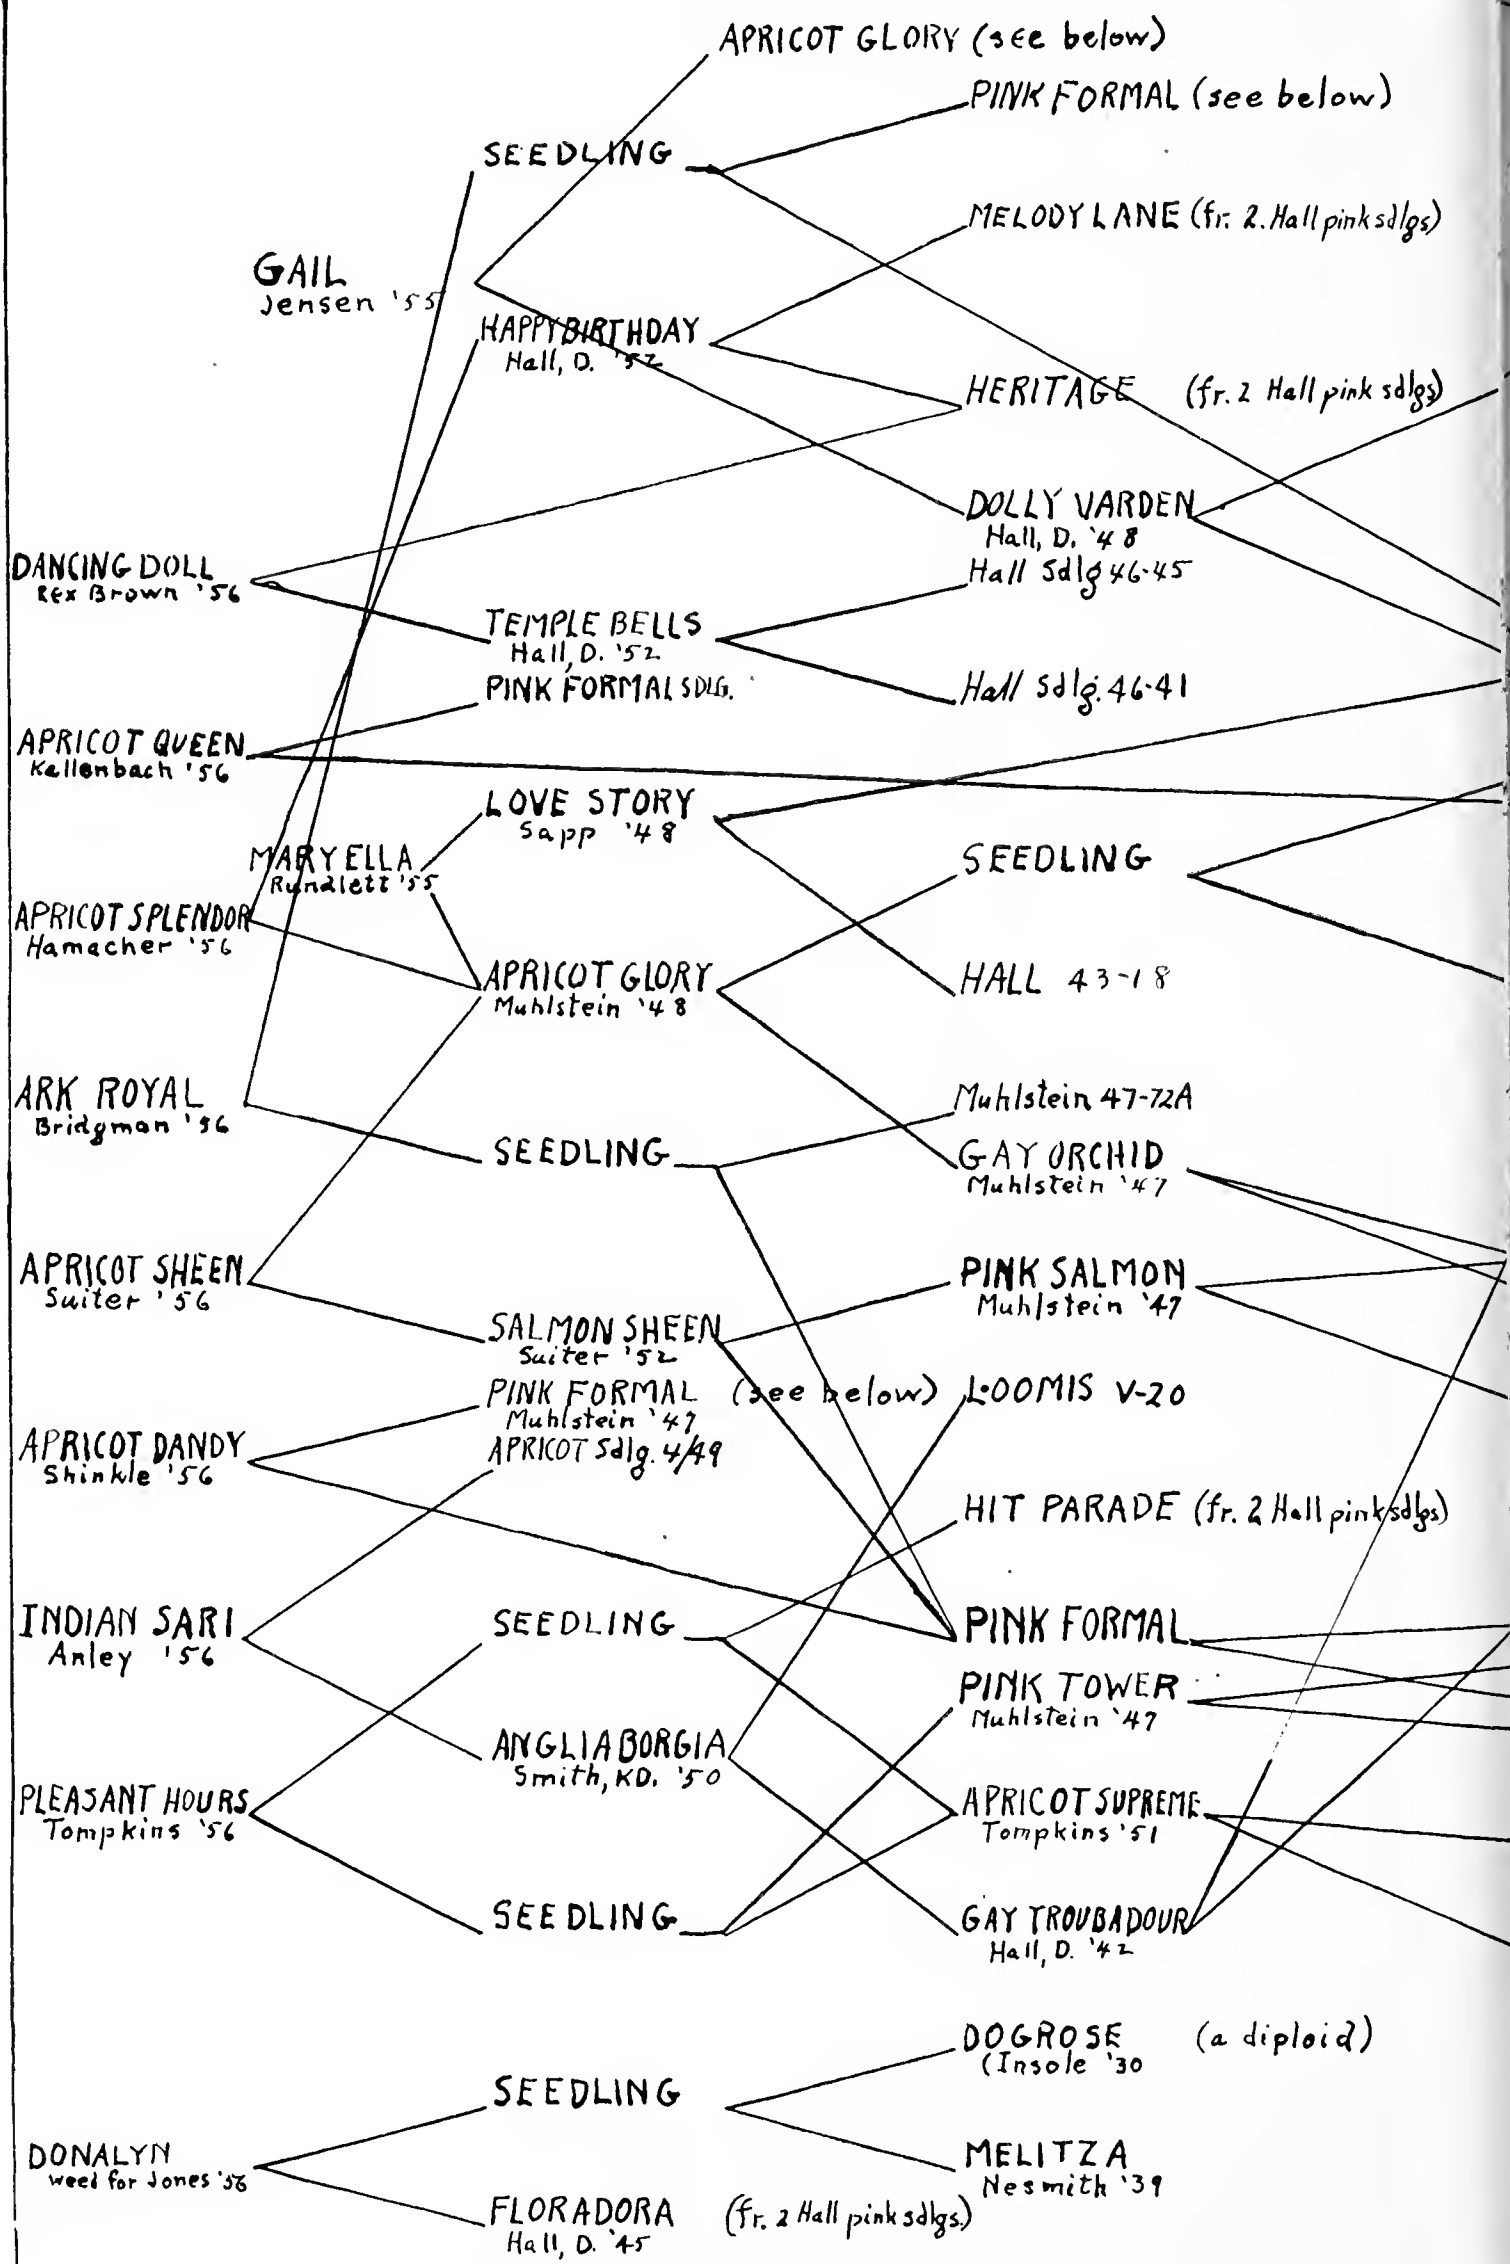 APRICOT GLORY (see below)
PINK FORMAL (see below)
SEEDLING
MELODY LANE (fr. 2. Hall pink sdlgs)
GAIL
Jensen '55
HAPPY BIRTHDAY
Hall, D. '52
HERITAGE (fr. 2 Hall pink sdlgs)
DOLLY VARDEN
Hall, D. '48
DANCING DOLL
Rex Brown '56
Hall Sdlg 46-45
TEMPLE BELLS
Hall, D. '52
PINK FORMAL SDLG.
Hall Sdlg. 46-41
APRICOT QUEEN
Kallenbach '56
LOVE STORY
Sapp '48
MARY ELLA
Rundlett '55
SEEDLING
APRICOT SPLENDOR
Hamacher '56
APRICOT GLORY
Muhlstein '48
HALL 43-18
ARK ROYAL
Bridgman '56
Muhlstein 47-72A
SEEDLING
GAY ORCHID
Muhlstein '47
APRICOT SHEEN
Suiter '56
PINK SALMON
Muhlstein '47
SALMON SHEEN
Suiter '52
PINK FORMAL (see below)
Muhlstein '47
LOOMIS V-20
APRICOT DANDY
Shinkle '56
APRICOT Sdlg. 4/49
HIT PARADE (fr. 2 Hall pink sdlgs)
INDIAN SARI
Anley '56
SEEDLING
PINK FORMAL
PINK TOWER
Muhlstein '47
ANGLIA BORGIA
Smith, KD. '50
PLEASANT HOURS
Tompkins '56
APRICOT SUPREME
Tompkins '51
SEEDLING
GAY TROUBADOUR
Hall, D. '42
DOGROSE (a diploid)
(Insole '30
SEEDLING
DONALYN
Weed for Jones '56
MELITZA
Nesmith '39
FLORADORA (fr. 2 Hall pink sdlgs.)
Hall, D. '45